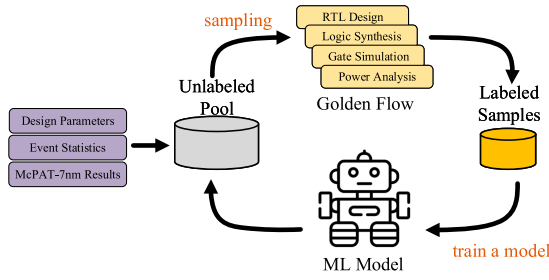 sampling
RTL Design
Logic Synthesis
Gate Simulation
Power Analysis
Golden Flow
Unlabeled
Pool
Labeled
Samples
Design Parameters
Event Statistics
McPAT-7nm Results
ML Model
train a model